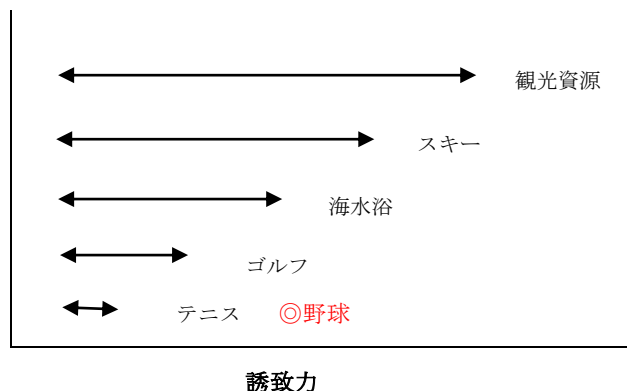 観光資源
スキー
海水浴
ゴルフ
テニス ◎野球
誘致力